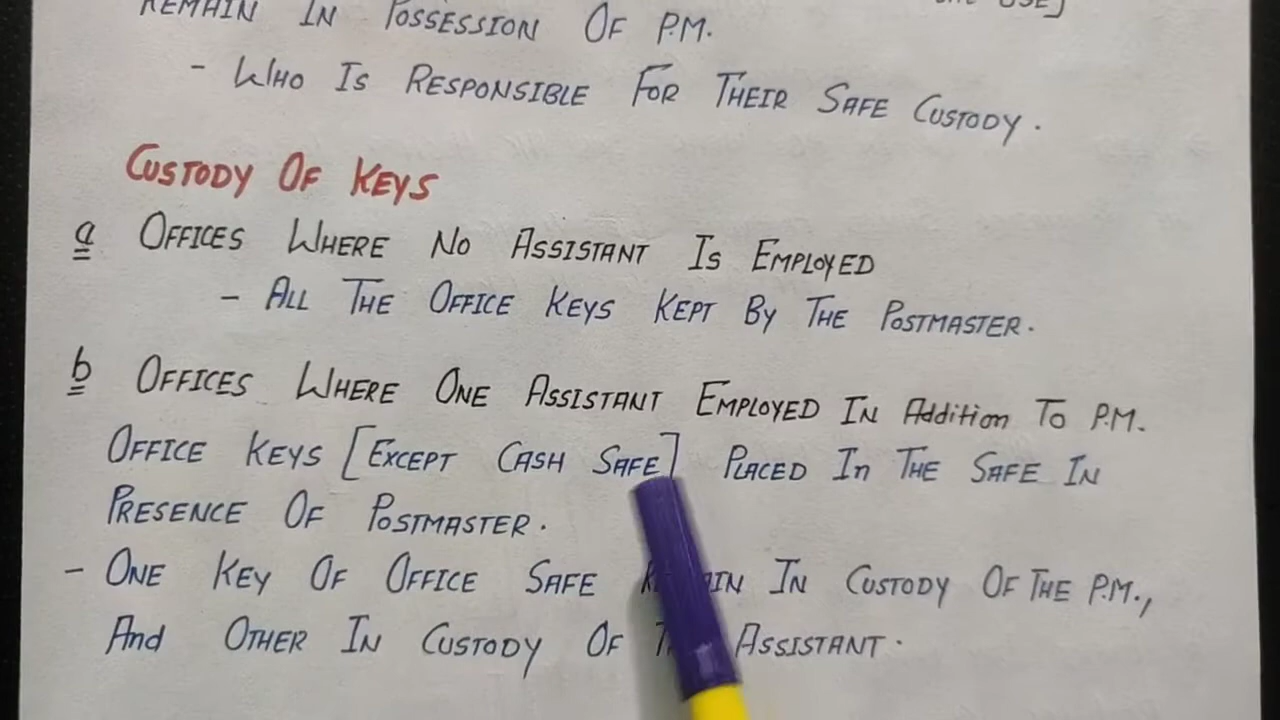 USE]
REMAIN IN POSSESSION OF P.M.
- WHO IS RESPONSIBLE FOR THEIR SAFE CUSTODY.
CUSTODY OF KEYS
a OFFICES WHERE NO ASSISTANT IS EMPLOYED
- ALL THE OFFICE KEYS KEPT BY THE POSTMASTER.
b OFFICES WHERE ONE ASSISTANT EMPLOYED IN Addition TO P.M.
OFFICE KEYS [EXCEPT CASH SAFE] PLACED In THE SAFE IN
PRESENCE OF POSTMASTER.
- ONE KEY OF OFFICE SAFE IN CUSTODY OF THE P.M.,
And OTHER IN CUSTODY OF ASSISTANT.